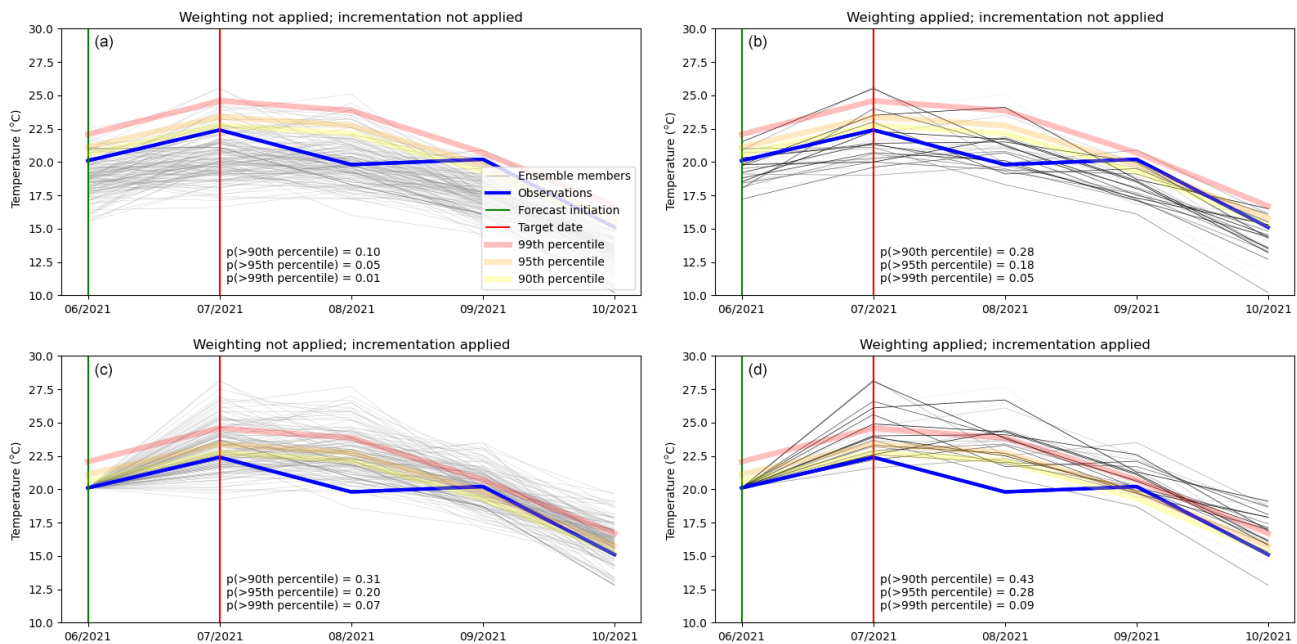 Weighting not applied; incrementation not applied
(a)
Temperature (°C)
30.0
27.5
25.0
22.5
20.0
17.5
15.0
12.5
10.0
Ensemble members
Observations
Forecast initiation
Target date
99th percentile
95th percentile
90th percentile
p(>90th percentile) = 0.10
p(>95th percentile) = 0.05
p(>99th percentile) = 0.01
06/2021
07/2021
08/2021
09/2021
10/2021
Weighting applied; incrementation not applied
(b)
Temperature (°C)
30.0
27.5
25.0
22.5
20.0
17.5
15.0
12.5
10.0
p(>90th percentile) = 0.28
p(>95th percentile) = 0.18
p(>99th percentile) = 0.05
06/2021
07/2021
08/2021
09/2021
10/2021
Weighting not applied; incrementation applied
(c)
Temperature (°C)
30.0
27.5
25.0
22.5
20.0
17.5
15.0
12.5
10.0
p(>90th percentile) = 0.31
p(>95th percentile) = 0.20
p(>99th percentile) = 0.07
06/2021
07/2021
08/2021
09/2021
10/2021
Weighting applied; incrementation applied
(d)
Temperature (°C)
30.0
27.5
25.0
22.5
20.0
17.5
15.0
12.5
10.0
p(>90th percentile) = 0.43
p(>95th percentile) = 0.28
p(>99th percentile) = 0.09
06/2021
07/2021
08/2021
09/2021
10/2021